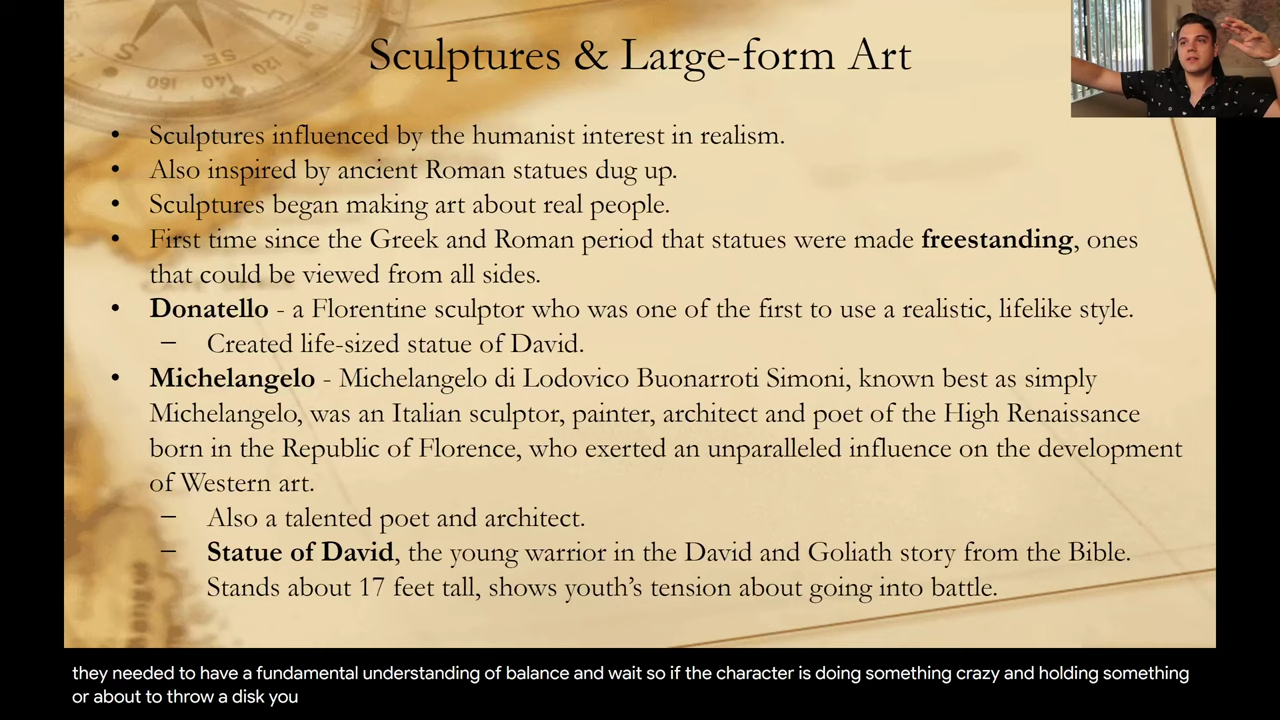 Sculptures & Large-form Art
• Sculptures influenced by the humanist interest in realism.
• Also inspired by ancient Roman statues dug up.
• Sculptures began making art about real people.
• First time since the Greek and Roman period that statues were made freestanding, ones
that could be viewed from all sides.
• Donatello - a Florentine sculptor who was one of the first to use a realistic, lifelike style.
– Created life-sized statue of David.
• Michelangelo - Michelangelo di Lodovico Buonarroti Simoni, known best as simply
Michelangelo, was an Italian sculptor, painter, architect and poet of the High Renaissance
born in the Republic of Florence, who exerted an unparalleled influence on the development
of Western art.
– Also a talented poet and architect.
– Statue of David, the young warrior in the David and Goliath story from the Bible.
Stands about 17 feet tall, shows youth’s tension about going into battle.
they needed to have a fundamental understanding of balance and wait so if the character is doing something crazy and holding something
or about to throw a disk you